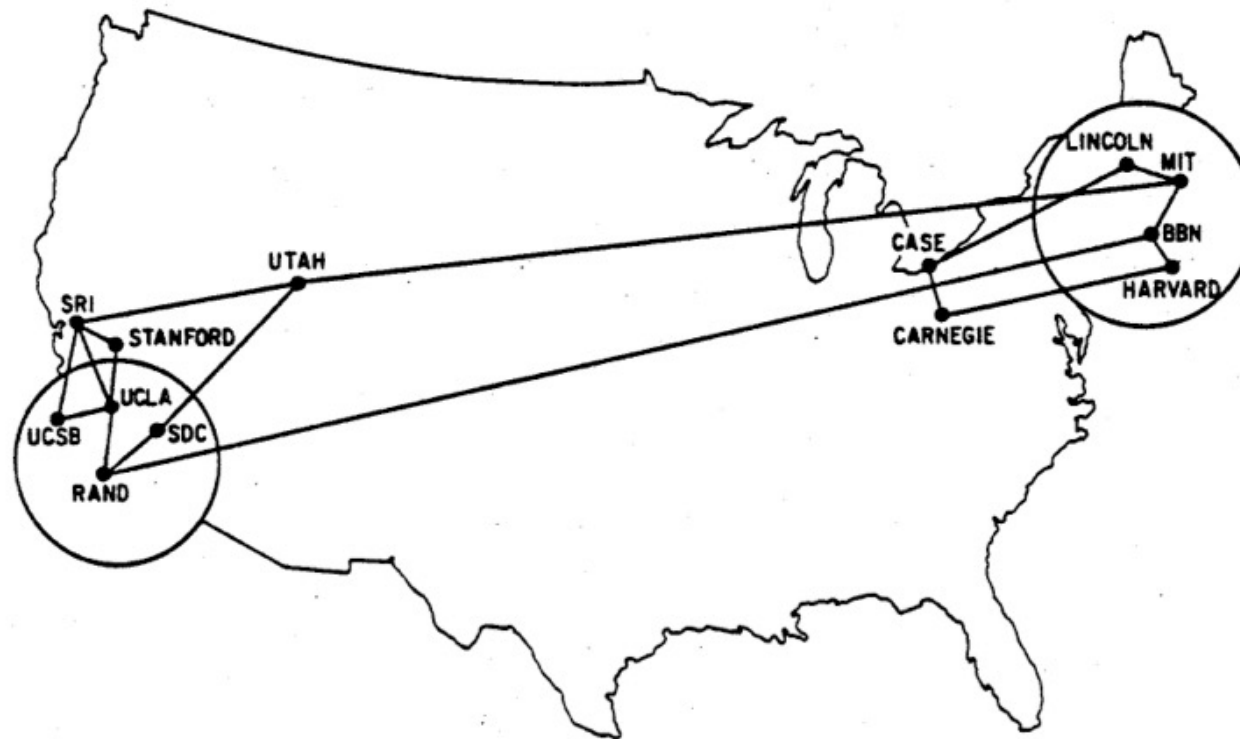 LINCOLN
MIT
CASE
BBN
UTAH
HARVARD
SRI
STANFORD
CARNEGIE
UCLA
UCSB
SDC
RAND